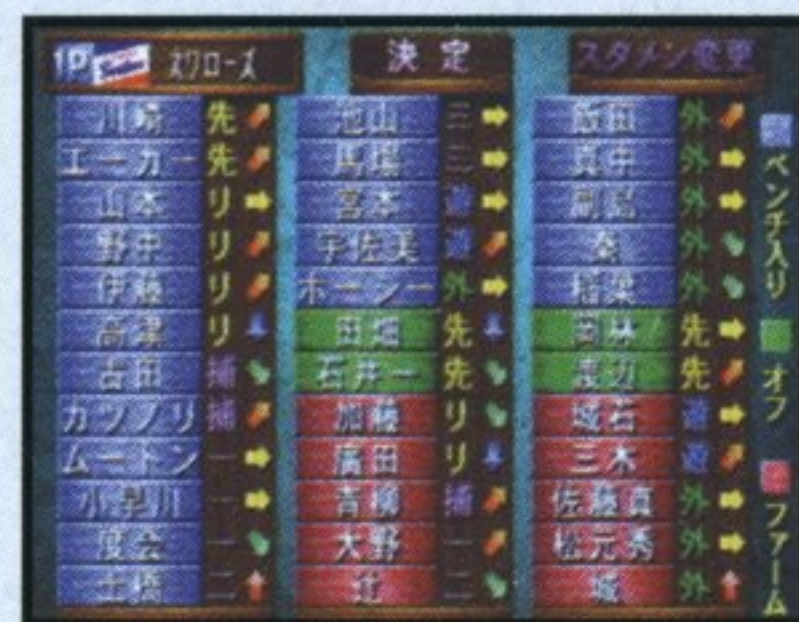 1P スワローズ 決定 スタメン変更
川崎 先 池山 三 飯田 外
エーカー 先 馬場 三 真中 外
山本 リ 宮本 遊 副島 外
野中 リ 宇佐美 遊 秦 外
伊藤 リ ホージー 外 稲葉 外
高津 リ 田畑 先 岡林 先
古田 捕 石井一 先 渡辺 先
カツノリ 捕 加藤 リ 城石 遊
ムートン 一 廣田 リ 三木 遊
小早川 一 青柳 捕 佐藤真 外
度会 一 大野 一 松元秀 外
土橋 二 辻 二 城 外
ベンチ入り
オフ
ファーム